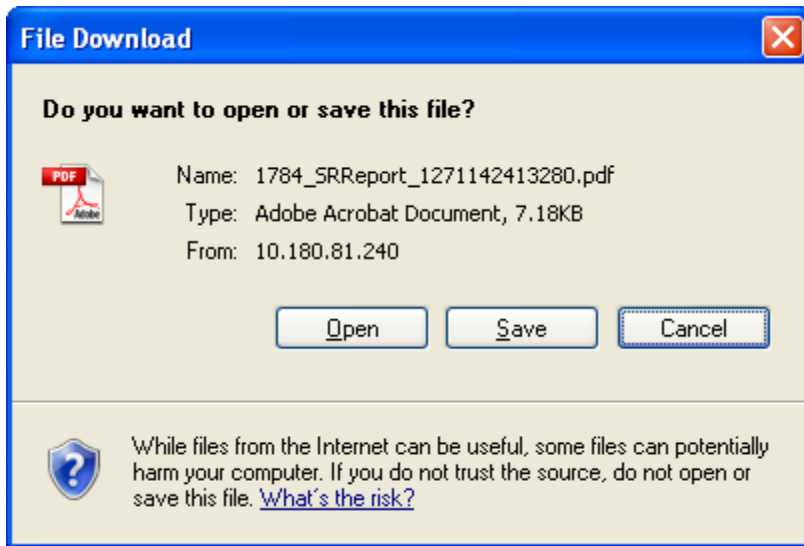 File Download
Do you want to open or save this file?
PDF
Adobe
Name: 1784_SRReport_1271142413280.pdf
Type: Adobe Acrobat Document, 7.18KB
From: 10.180.81.240
Open Save Cancel
?
While files from the Internet can be useful, some files can potentially
harm your computer. If you do not trust the source, do not open or
save this file. What's the risk?